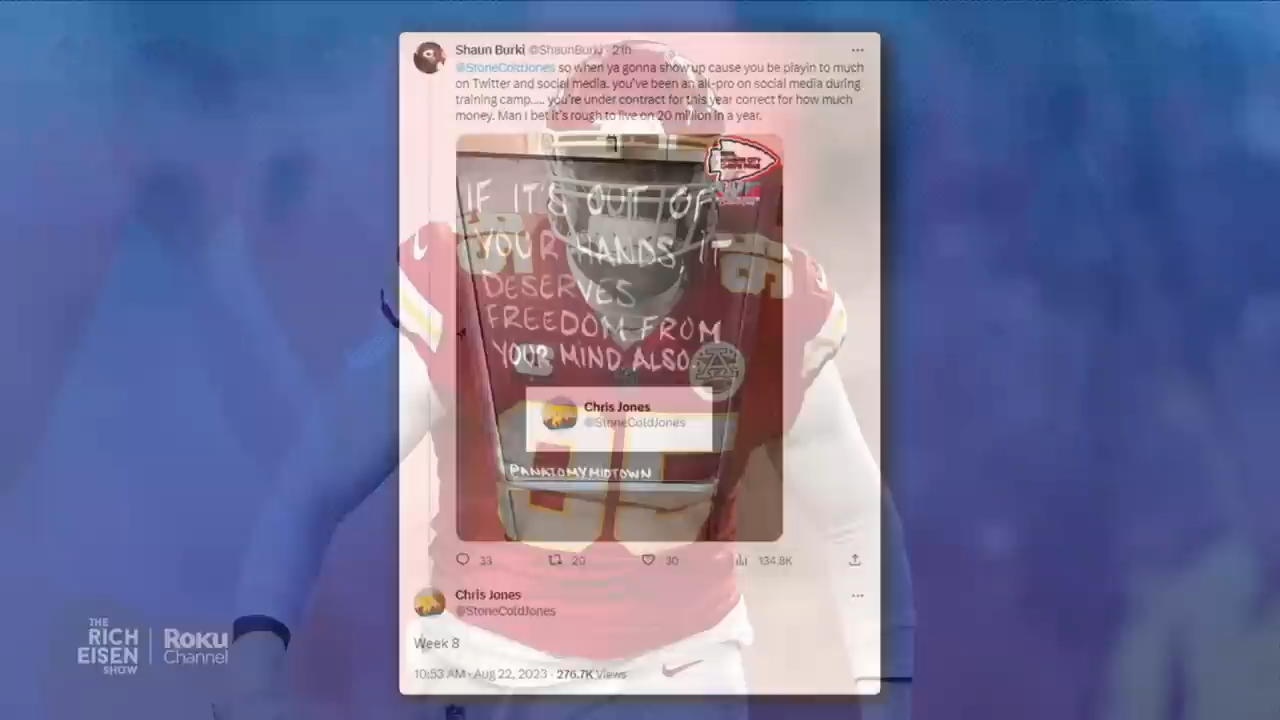 Shaun Burki @ShaunBurki · 21h
@StoneColdJones so when ya gonna show up cause you be playin to much
on Twitter and social media. you've been an all-pro on social media during
training camp.... you're under contract for this year correct for how much
money. Man i bet it's rough to live on 20 million in a year.
IF IT'S OUT OF
YOUR HANDS, IT
DESERVES
FREEDOM FROM
YOUR MIND ALSO.
Chris Jones
@StoneColdJones
@ANATOMYMIDTOWN
33 20 30 134.8K
Chris Jones
@StoneColdJones
Week 8
10:53 AM · Aug 22, 2023 · 276.7K Views
95
THE
RICH
EISEN
SHOW
Roku
Channel